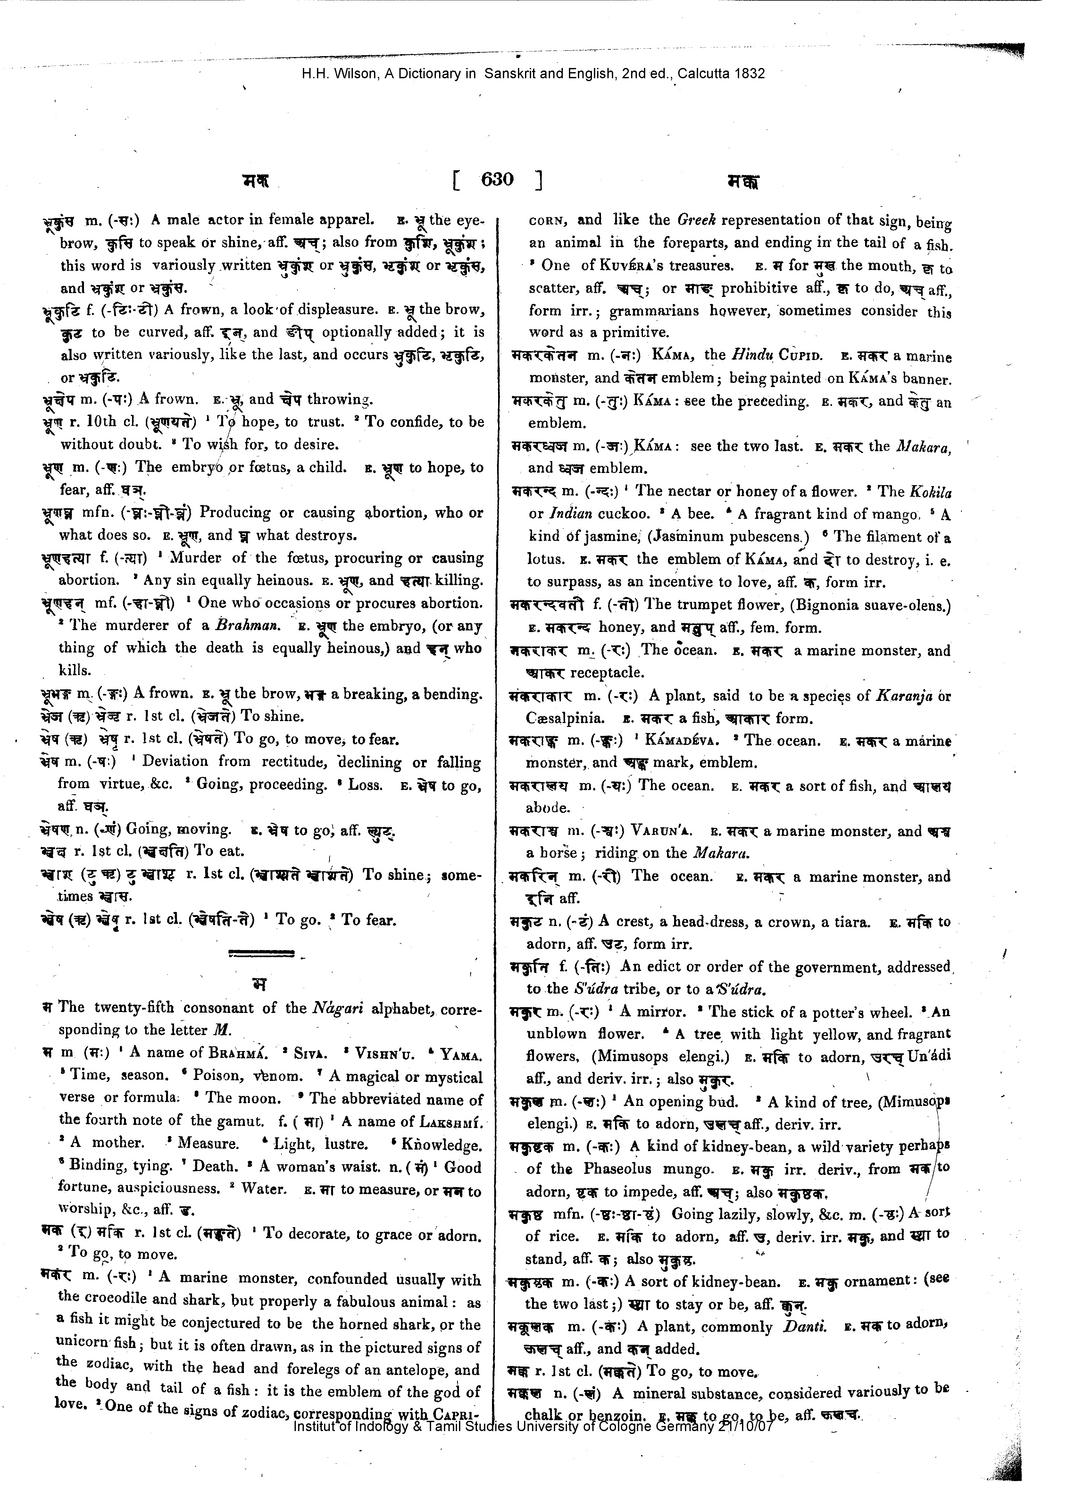 H.H. Wilson, A Dictionary in Sanskrit and English, 2nd ed., Calcutta 1832
मक
[ 630 ]
मक्क
भ्रूकुंस m. (-सः) A male actor in female apparel. E. भ्रू the eye-
brow, कुसि to speak or shine, aff. अच्; also from कुशि, भ्रूकुंश;
this word is variously written भ्रुकुंश or भ्रुकुंस, भृकुंश or भृकुंस,
and भ्रकुंश or भ्रकुंस.
भ्रूकुटि f. (-टिः-टी) A frown, a look of displeasure. E. भ्रू the brow,
कुट to be curved, aff. इन्, and ङीप् optionally added; it is
also written variously, like the last, and occurs भ्रुकुटि, भृकुटि,
or भ्रकुटि.
भ्रूक्षेप m. (-पः) A frown. E. भ्रू, and क्षेप throwing.
भ्रूण r. 10th cl. (भ्रूणयते) ¹ To hope, to trust. ² To confide, to be
without doubt. ³ To wish for, to desire.
भ्रूण m. (-णः) The embryo or fœtus, a child. E. भ्रूण to hope, to
fear, aff. घञ्.
भ्रूणघ्न mfn. (-घ्नः-घ्नी-घ्नं) Producing or causing abortion, who or
what does so. E. भ्रूण, and घ्न what destroys.
भ्रूणहत्या f. (-त्या) ¹ Murder of the fœtus, procuring or causing
abortion. ² Any sin equally heinous. E. भ्रूण, and हत्या killing.
भ्रूणहन् mf. (-हा-घ्नी) ¹ One who occasions or procures abortion.
² The murderer of a Brahman. E. भ्रूण the embryo, (or any
thing of which the death is equally heinous,) and हन् who
kills.
भ्रूभङ्ग m. (-ङ्गः) A frown. E. भ्रू the brow, भङ्ग a breaking, a bending.
भ्रेज (ऋ) भ्रेजृ r. 1st cl. (भ्रेजते) To shine.
भ्रेष (ऋ) भ्रेषृ r. 1st cl. (भ्रेषते) To go, to move, to fear.
भ्रेष m. (-षः) ¹ Deviation from rectitude, declining or falling
from virtue, &c. ² Going, proceeding. ³ Loss. E. भ्रेष to go,
aff. घञ्.
भ्रेषण n. (-णं) Going, moving. E. भ्रेष to go, aff. ल्युट्.
r. 1st cl. To eat.
r. 1st cl. To shine; some-
times भ्लास.
भ्लेष (ऋ) भ्लेषृ r. 1st cl. (भ्लेषति-ते) ¹ To go. ² To fear.
म
म The twenty-fifth consonant of the Nágari alphabet, corre-
sponding to the letter M.
म m (मः) ¹ A name of BRAHMÁ. ² SIVA. ³ VISHN'U. ⁴ YAMA.
⁵ Time, season. ⁶ Poison, venom. ⁷ A magical or mystical
verse or formula. ⁸ The moon. ⁹ The abbreviated name of
the fourth note of the gamut. f. (मा) ¹ A name of LAKSHMÍ.
² A mother. ³ Measure. ⁴ Light, lustre. ⁵ Knowledge.
⁶ Binding, tying. ⁷ Death. ⁸ A woman's waist. n. (मं) ¹ Good
fortune, auspiciousness. ² Water. E. मा to measure, or मन to
worship, &c., aff. ड.
मक (इ) मकि r. 1st cl. (मङ्कते) ¹ To decorate, to grace or adorn.
² To go, to move.
मकर m. (-रः) ¹ A marine monster, confounded usually with
the crocodile and shark, but properly a fabulous animal: as
a fish it might be conjectured to be the horned shark, or the
unicorn fish; but it is often drawn, as in the pictured signs of
the zodiac, with the head and forelegs of an antelope, and
the body and tail of a fish: it is the emblem of the god of
love. ² One of the signs of zodiac, corresponding with CAPRI-
CORN, and like the Greek representation of that sign, being
an animal in the foreparts, and ending in the tail of a fish.
³ One of KUVÉRA's treasures. E. म for मुख the mouth, कृ to
scatter, aff. अच्; or माङ् prohibitive aff., कृ to do, अच् aff.,
form irr.; grammarians however, sometimes consider this
word as a primitive.
मकरकेतन m. (-नः) KÁMA, the Hindu CUPID. E. मकर a marine
monster, and केतन emblem; being painted on KÁMA's banner.
मकरकेतु m. (-तुः) KÁMA: see the preceding. E. मकर, and केतु an
emblem.
मकरध्वज m. (-जः) KÁMA: see the two last. E. मकर the Makara,
and ध्वज emblem.
मकरन्द m. (-न्दः) ¹ The nectar or honey of a flower. ² The Kokila
or Indian cuckoo. ³ A bee. ⁴ A fragrant kind of mango. ⁵ A
kind of jasmine, (Jasminum pubescens.) ⁶ The filament of a
lotus. E. मकर the emblem of KÁMA, and दो to destroy, i. e.
to surpass, as an incentive to love, aff. क, form irr.
मकरन्दवती f. (-ती) The trumpet flower, (Bignonia suave-olens.)
E. मकरन्द honey, and मतुप् aff., fem. form.
मकराकर m. (-रः) The ocean. E. मकर a marine monster, and
आकर receptacle.
मकराकार m. (-रः) A plant, said to be a species of Karanja or
Cæsalpinia. E. मकर a fish, आकार form.
मकराङ्क m. (-ङ्कः) ¹ KÁMADÉVA. ² The ocean. E. मकर a marine
monster, and अङ्क mark, emblem.
मकरालय m. (-यः) The ocean. E. मकर a sort of fish, and आलय
abode.
मकराश्व m. (-श्वः) VARUN'A. E. मकर a marine monster, and अश्व
a horse; riding on the Makara.
मकरिन् m. (-री) The ocean. E. मकर a marine monster, and
इनि aff.
मकुट n. (-टं) A crest, a head-dress, a crown, a tiara. E. मकि to
adorn, aff. उट, form irr.
मकुति f. (-तिः) An edict or order of the government, addressed
to the S'údra tribe, or to a S'údra.
मकुर m. (-रः) ¹ A mirror. ² The stick of a potter's wheel. ³ An
unblown flower. ⁴ A tree with light yellow, and fragrant
flowers, (Mimusops elengi.) E. मकि to adorn, उरच् Un'ádi
aff., and deriv. irr.; also मुकुर.
मकुल m. (-लः) ¹ An opening bud. ² A kind of tree, (Mimusops
elengi.) E. मकि to adorn, उलच् aff., deriv. irr.
मकुष्टक m. (-कः) A kind of kidney-bean, a wild variety perhaps
of the Phaseolus mungo. E. मकु irr. deriv., from मक to
adorn, ष्टक to impede, aff. अच्; also मकुष्ठक.
मकुष्ठ mfn. (-ष्ठः-ष्ठा-ष्ठं) Going lazily, slowly, &c. m. (-ष्ठः) A sort
of rice. E. मकि to adorn, aff. उ, deriv. irr. मकु, and स्था to
stand, aff. क; also मुकुष्ठ.
मकुष्ठक m. (-कः) A sort of kidney-bean. E. मकु ornament: (see
the two last;) स्था to stay or be, aff. कुन्.
मकूलक m. (-कः) A plant, commonly Danti. E. मक to adorn,
ऊलच् aff., and कन् added.
मक्क r. 1st cl. (मक्कते) To go, to move.
मक्कल n. (-लं) A mineral substance, considered variously to be
chalk or benzoin. E. मक्क to go, to be, aff. कलच्.
Institut of Indology & Tamil Studies University of Cologne Germany 21/10/07